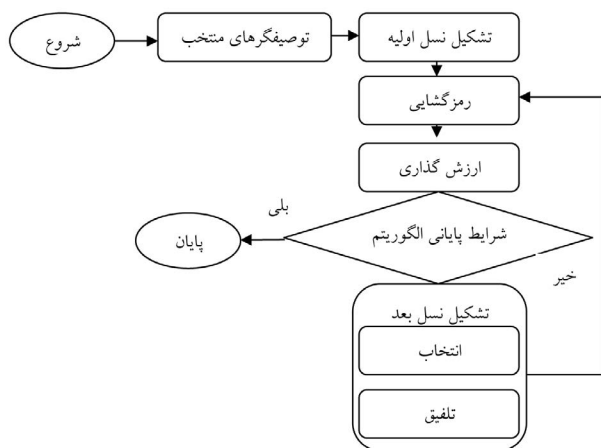 شروع
توصیفگرهای منتخب
تشکیل نسل اولیه
رمزگشایی
ارزش گذاری
شرایط پایانی الگوریتم
بلی
پایان
خیر
تشکیل نسل بعد
انتخاب
تلفیق